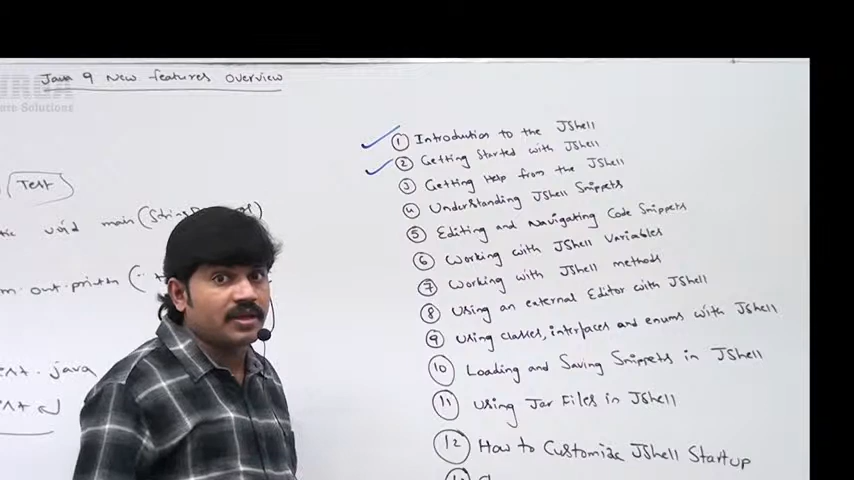 Java 9 New features overview
Solutions
Test
void main(String
.out.println("
.java
1 Introduction to the JShell
2 Getting Started with JShell
3 Getting Help from the JShell
4 Understanding JShell Snippets
5 Editing and Navigating Code Snippets
6 Working with JShell Variables
7 Working with JShell methods
8 Using an external Editor with JShell
9 Using classes, interfaces and enums with JShell
10 Loading and Saving Snippets in JShell
11 Using Jar Files in JShell
12 How to Customize JShell Startup